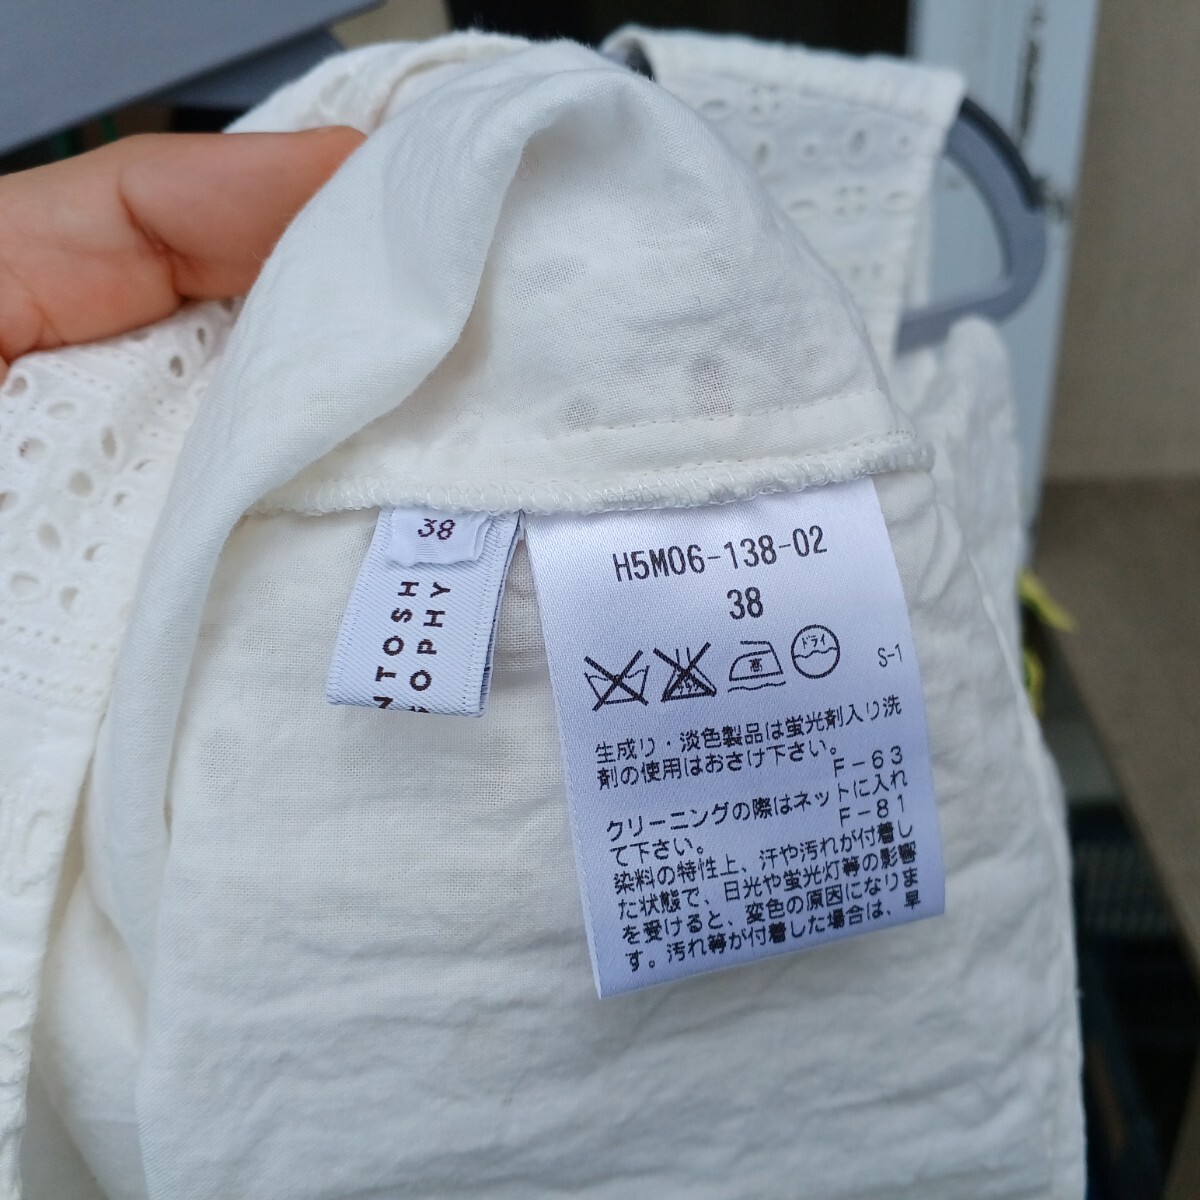 38
NTOSH
SOPHY
H5M06-138-02
38
高
ドライ
S-1
生成り・淡色製品は蛍光剤入り洗
剤の使用はおさけ下さい。
F-63
クリーニングの際はネットに入れ
て下さい。
F-81
染料の特性上、汗や汚れが付着し
た状態で、日光や蛍光灯等の影響
を受けると、変色の原因になりま
す。汚れ等が付着した場合は、早